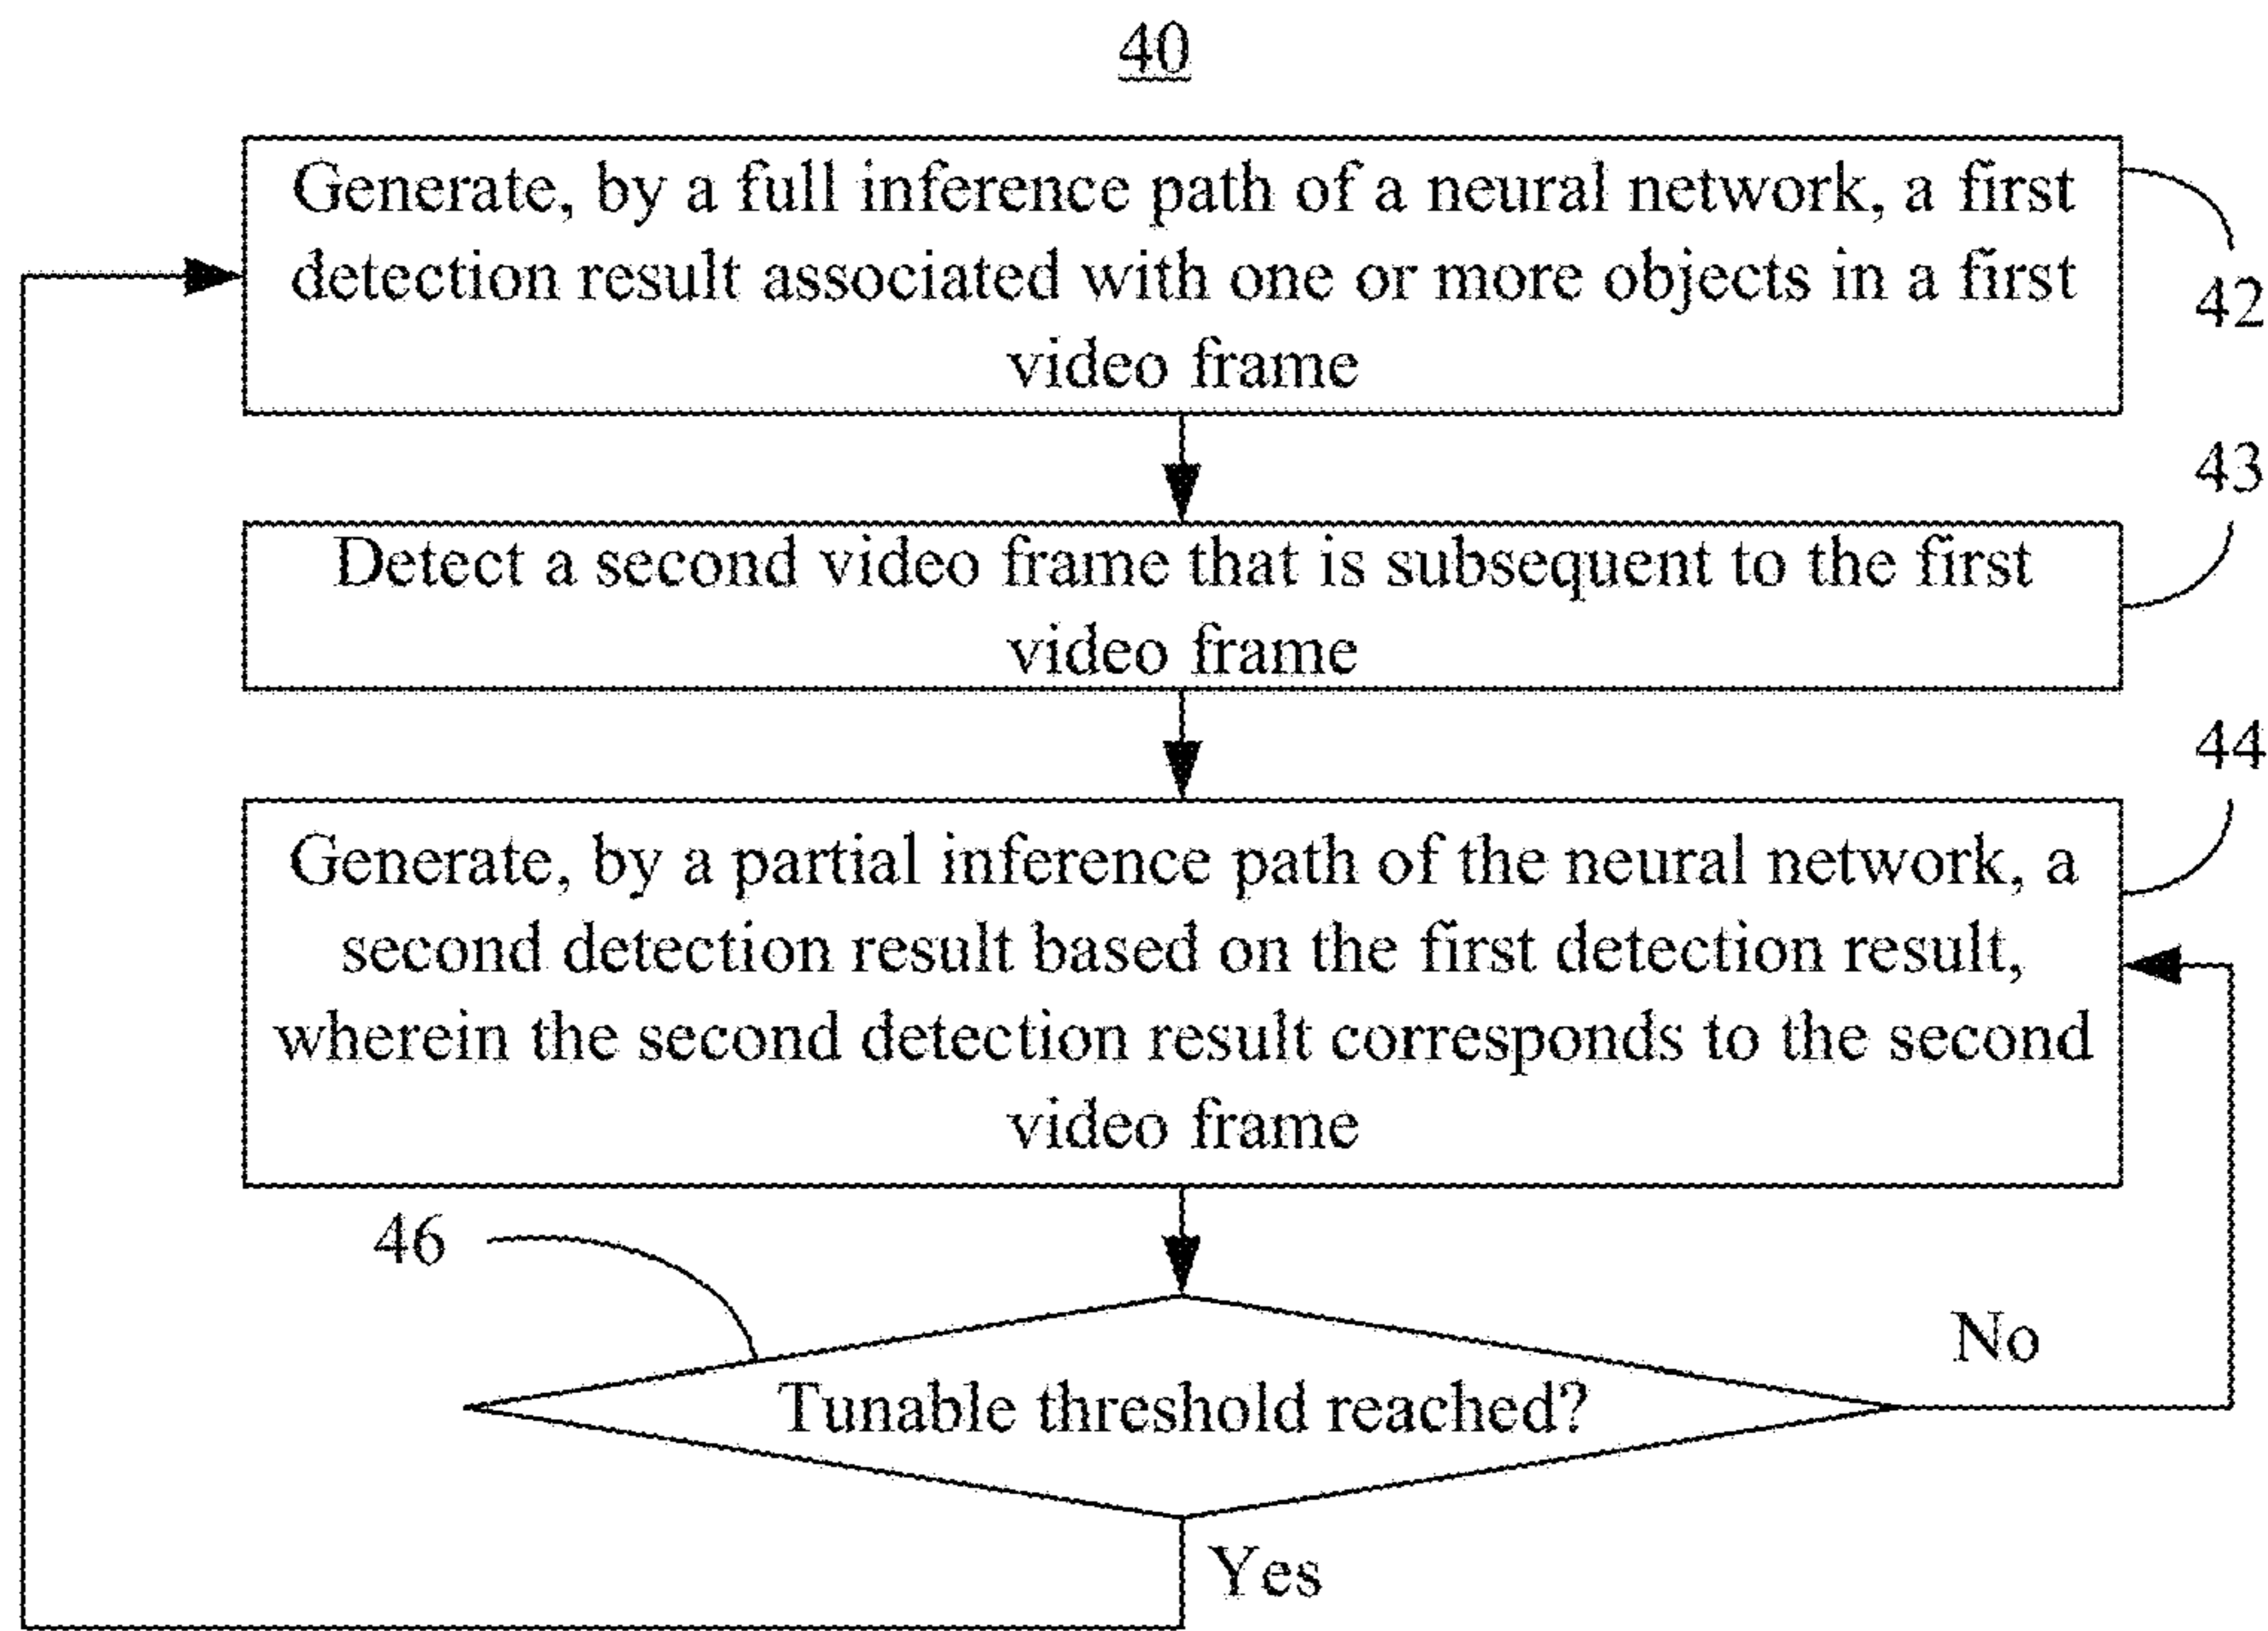 40
Generate, by a full inference path of a neural network, a first
detection result associated with one or more objects in a first
video frame
42
43
Detect a second video frame that is subsequent to the first
video frame
44
Generate, by a partial inference path of the neural network, a
second detection result based on the first detection result,
wherein the second detection result corresponds to the second
video frame
46
No
Tunable threshold reached?
Yes